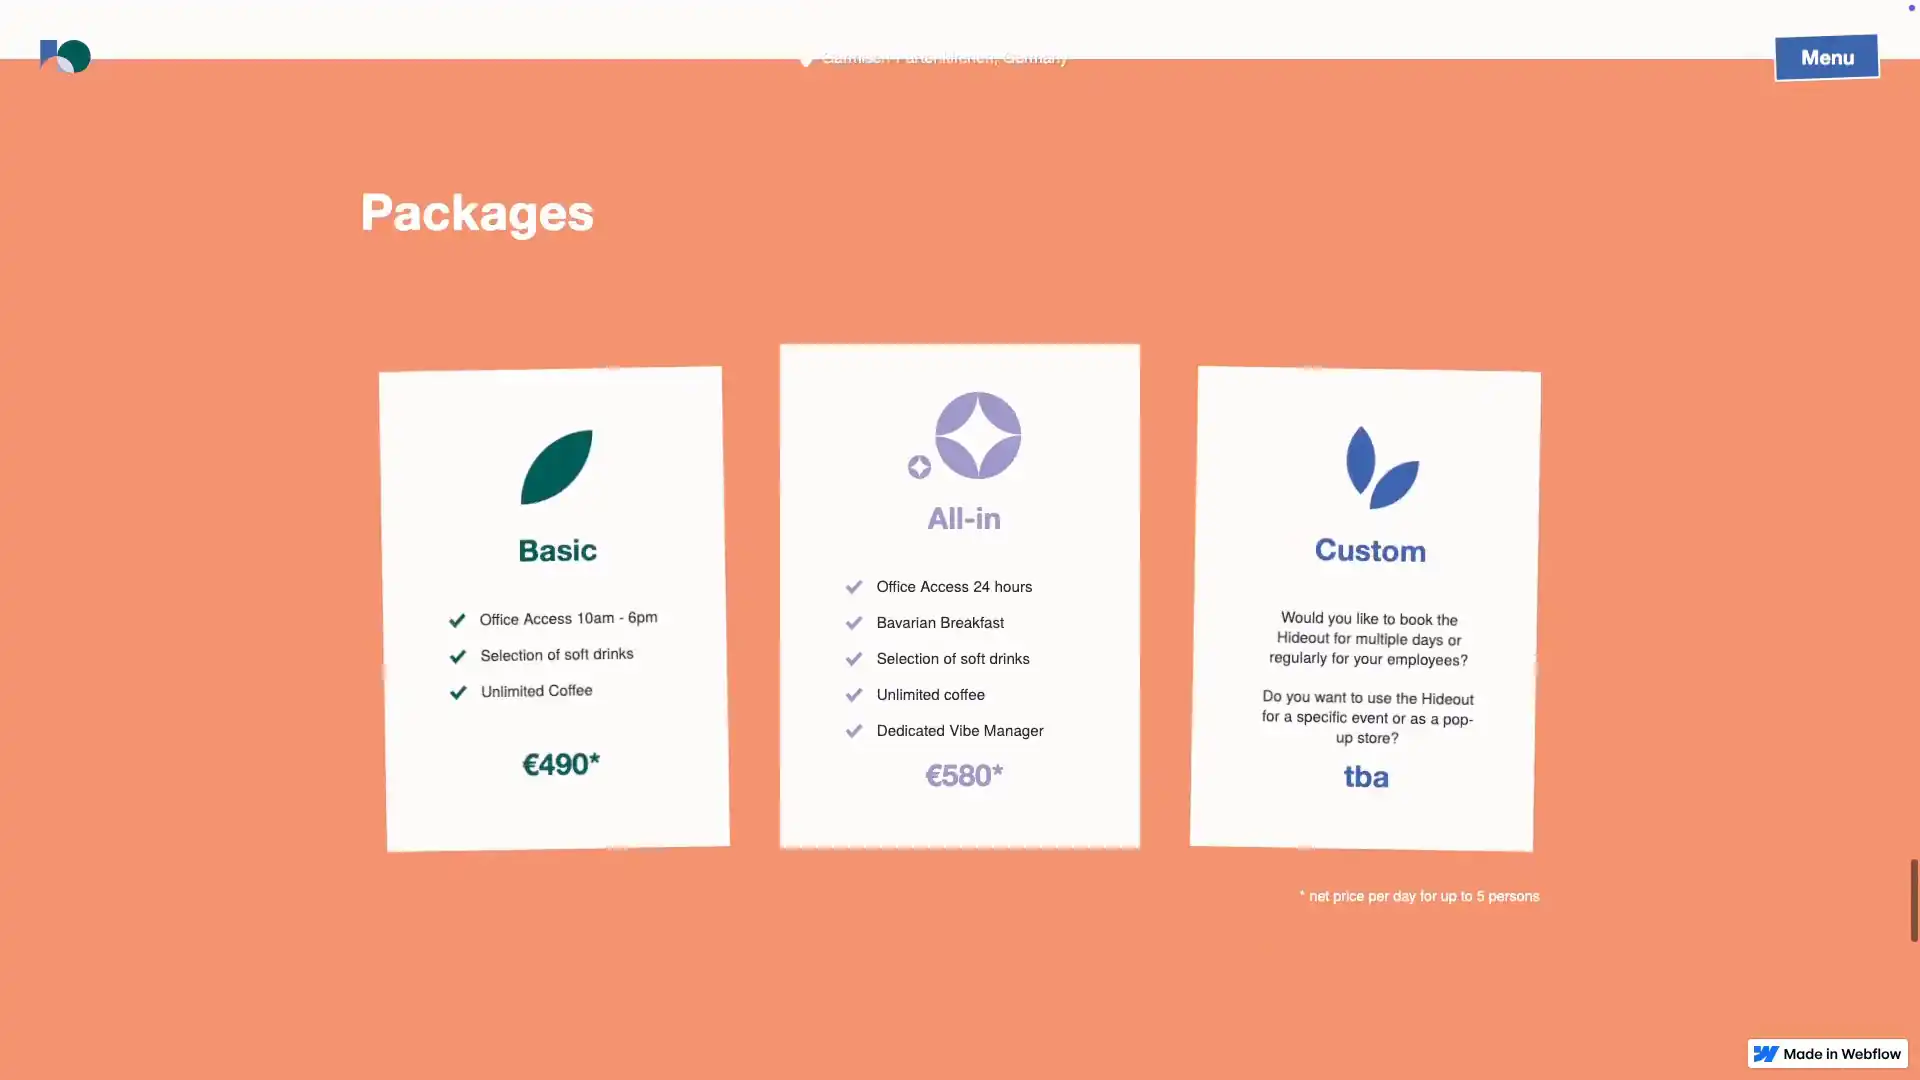 Garmisch-Partenkirchen, Germany
Menu
Packages
Basic
Office Access 10am - 6pm
Selection of soft drinks
Unlimited Coffee
€490*
All-in
Office Access 24 hours
Bavarian Breakfast
Selection of soft drinks
Unlimited coffee
Dedicated Vibe Manager
€580*
Custom
Would you like to book the
Hideout for multiple days or
regularly for your employees?
Do you want to use the Hideout
for a specific event or as a pop-
up store?
tba
* net price per day for up to 5 persons
Made in Webflow